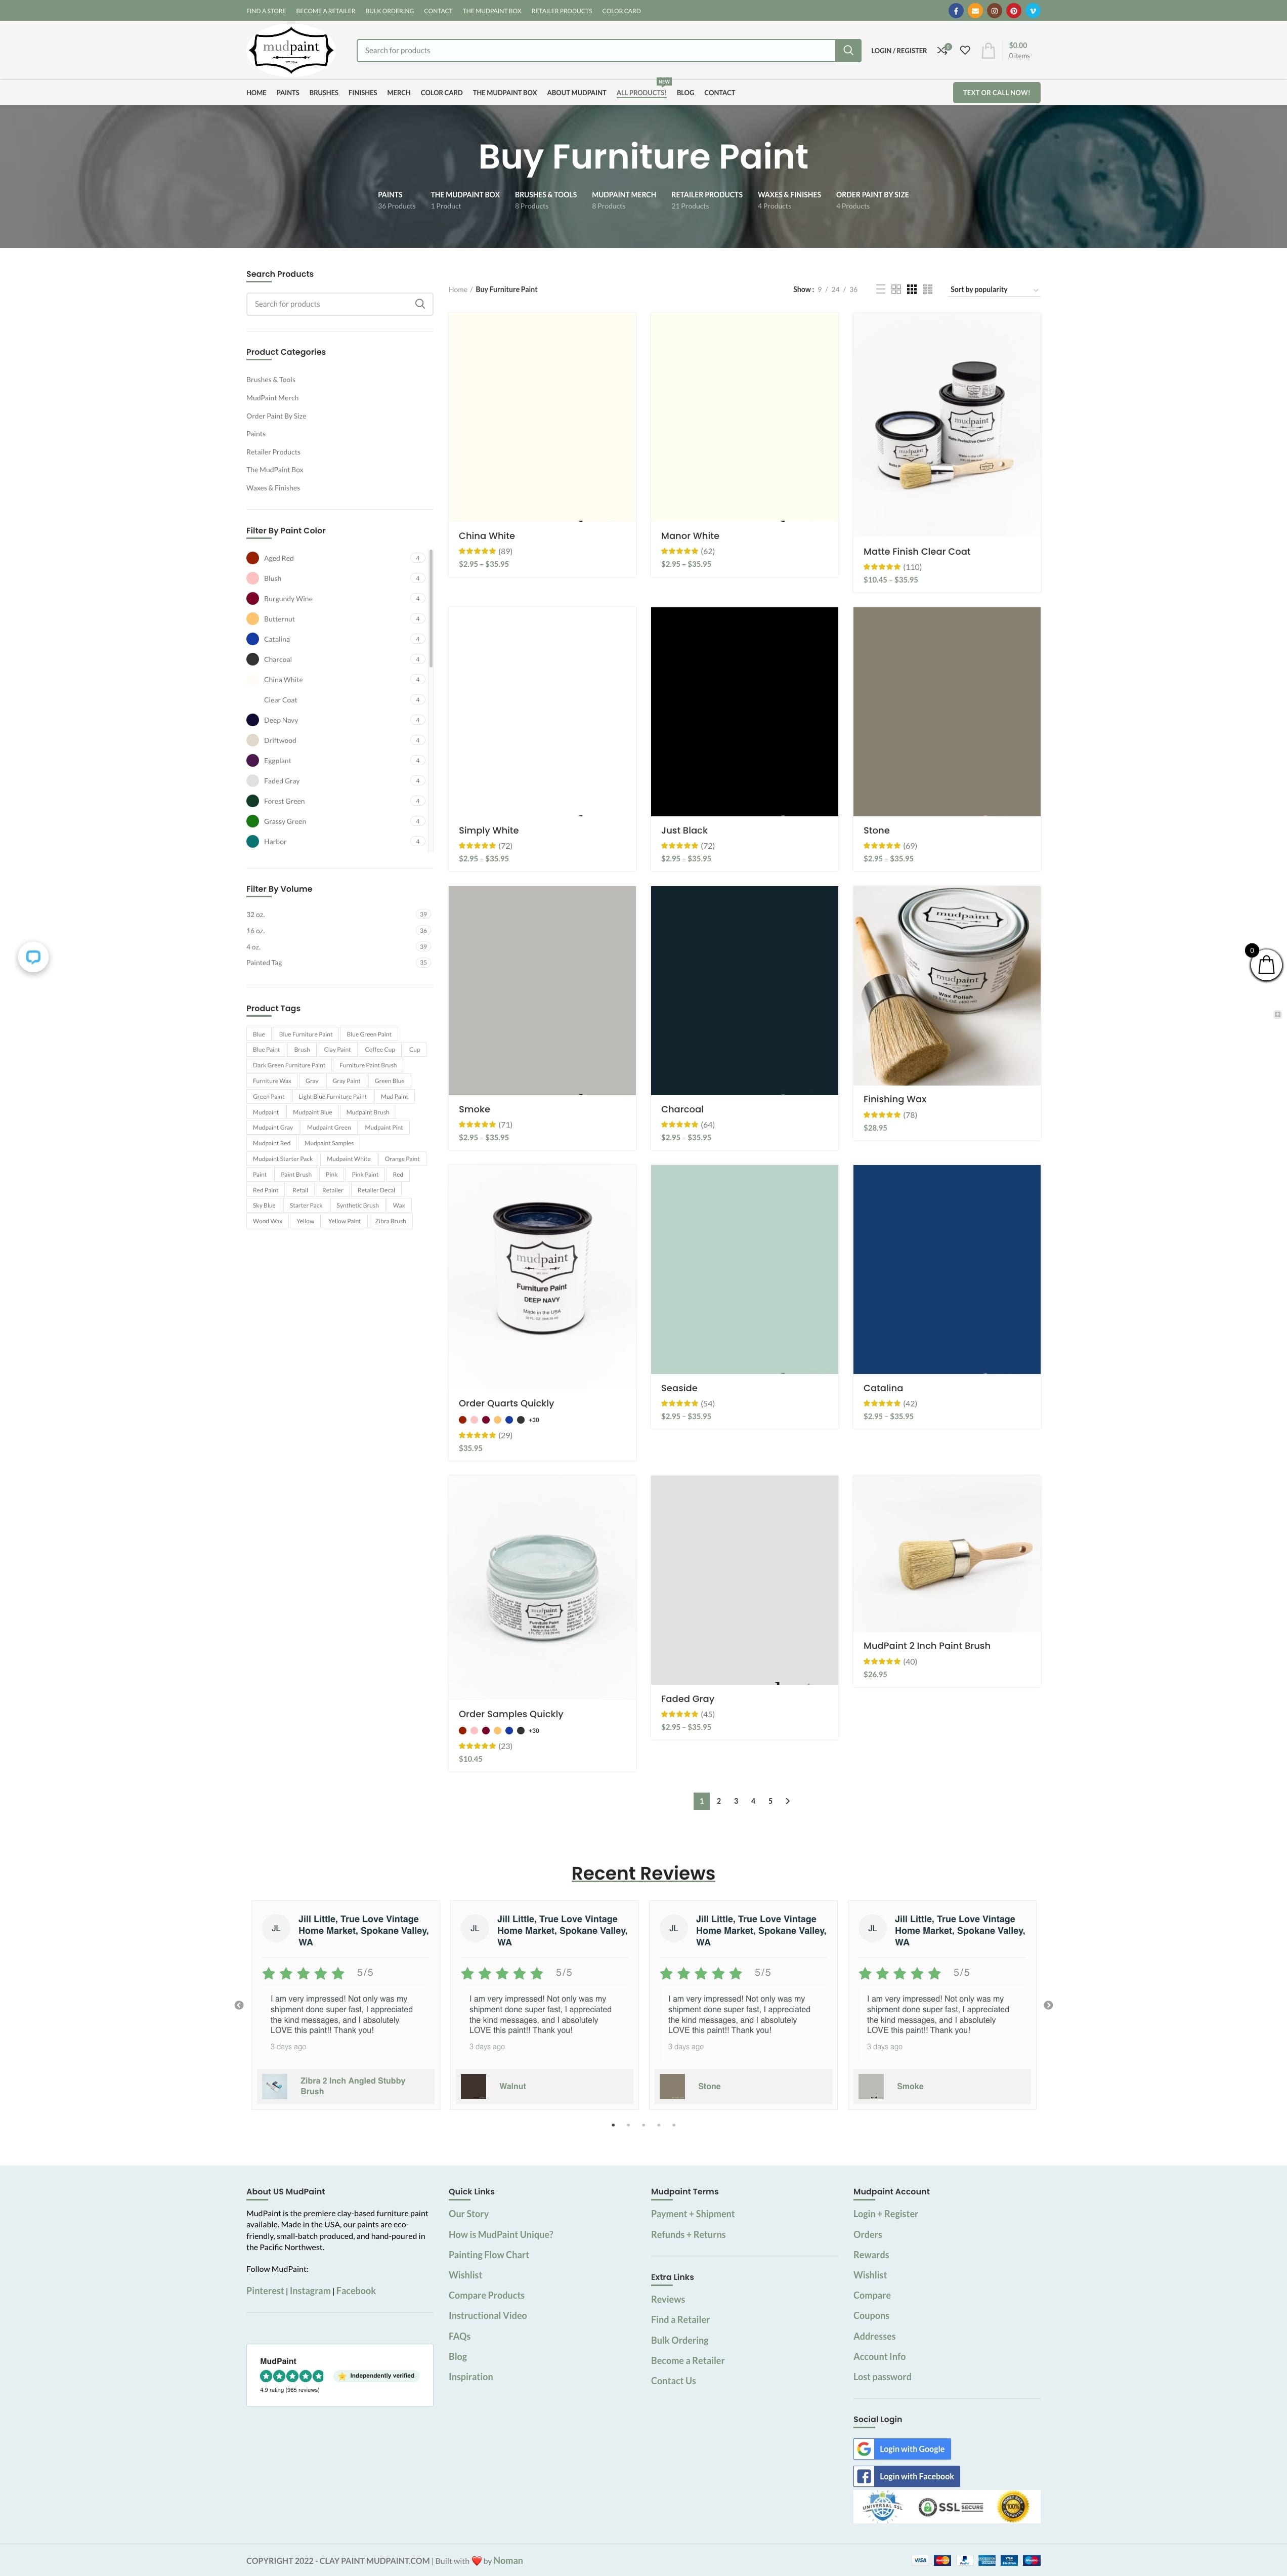 FIND A STORE BECOME A RETAILER BULK ORDERING CONTACT THE MUDPAINT BOX RETAILER PRODUCTS COLOR CARD
mudpaint
Search for products
LOGIN / REGISTER
0
$0.00
0 items
NEW
HOME PAINTS BRUSHES FINISHES MERCH COLOR CARD THE MUDPAINT BOX ABOUT MUDPAINT ALL PRODUCTS! BLOG CONTACT
TEXT OR CALL NOW!
Buy Furniture Paint
PAINTS THE MUDPAINT BOX BRUSHES & TOOLS MUDPAINT MERCH RETAILER PRODUCTS WAXES & FINISHES ORDER PAINT BY SIZE
36 Products 1 Product 8 Products 8 Products 21 Products 4 Products 4 Products
Search Products
Search for products
Product Categories
Brushes & Tools
MudPaint Merch
Order Paint By Size
Paints
Retailer Products
The MudPaint Box
Waxes & Finishes
Filter By Paint Color
Aged Red 4
Blush 4
Burgundy Wine 4
Butternut 4
Catalina 4
Charcoal 4
China White 4
Clear Coat 4
Deep Navy 4
Driftwood 4
Eggplant 4
Faded Gray 4
Forest Green 4
Grassy Green 4
Harbor 4
Filter By Volume
32 oz. 39
16 oz. 36
4 oz. 39
Painted Tag 35
Product Tags
Blue Blue Furniture Paint Blue Green Paint
Blue Paint Brush Clay Paint Coffee Cup Cup
Dark Green Furniture Paint Furniture Paint Brush
Furniture Wax Gray Gray Paint Green Blue
Green Paint Light Blue Furniture Paint Mud Paint
Mudpaint Mudpaint Blue Mudpaint Brush
Mudpaint Gray Mudpaint Green Mudpaint Pint
Mudpaint Red Mudpaint Samples
Mudpaint Starter Pack Mudpaint White Orange Paint
Paint Paint Brush Pink Pink Paint Red
Red Paint Retail Retailer Retailer Decal
Sky Blue Starter Pack Synthetic Brush Wax
Wood Wax Yellow Yellow Paint Zibra Brush
Home / Buy Furniture Paint
Show : 9 / 24 / 36
Sort by popularity
China White
(89)
$2.95 – $35.95
Manor White
(62)
$2.95 – $35.95
mudpaint
Matte Protective Clear Coat
mudpaint
Matte Finish Clear Coat
(110)
$10.45 – $35.95
Simply White
(72)
$2.95 – $35.95
Just Black
(72)
$2.95 – $35.95
Stone
(69)
$2.95 – $35.95
Smoke
(71)
$2.95 – $35.95
Charcoal
(64)
$2.95 – $35.95
mudpaint
mudpaint
Wax Polish
Finishing Wax
(78)
$28.95
mudpaint
Furniture Paint
DEEP NAVY
Made in the USA
Order Quarts Quickly
+30
(29)
$35.95
Seaside
(54)
$2.95 – $35.95
Catalina
(42)
$2.95 – $35.95
mudpaint
Furniture Paint
Order Samples Quickly
+30
(23)
$10.45
Faded Gray
(45)
$2.95 – $35.95
MudPaint 2 Inch Paint Brush
(40)
$26.95
0
1 2 3 4 5
Recent Reviews
JL
Jill Little, True Love Vintage
Home Market, Spokane Valley,
WA
5/5
I am very impressed! Not only was my
shipment done super fast, I appreciated
the kind messages, and I absolutely
LOVE this paint!! Thank you!
3 days ago
Zibra 2 Inch Angled Stubby
Brush
JL
Jill Little, True Love Vintage
Home Market, Spokane Valley,
WA
5/5
I am very impressed! Not only was my
shipment done super fast, I appreciated
the kind messages, and I absolutely
LOVE this paint!! Thank you!
3 days ago
Walnut
JL
Jill Little, True Love Vintage
Home Market, Spokane Valley,
WA
5/5
I am very impressed! Not only was my
shipment done super fast, I appreciated
the kind messages, and I absolutely
LOVE this paint!! Thank you!
3 days ago
Stone
JL
Jill Little, True Love Vintage
Home Market, Spokane Valley,
WA
5/5
I am very impressed! Not only was my
shipment done super fast, I appreciated
the kind messages, and I absolutely
LOVE this paint!! Thank you!
3 days ago
Smoke
About US MudPaint
MudPaint is the premiere clay-based furniture paint
available. Made in the USA, our paints are eco-
friendly, small-batch produced, and hand-poured in
the Pacific Northwest.
Follow MudPaint:
Pinterest | Instagram | Facebook
MudPaint
Independently verified
4.9 rating (965 reviews)
Quick Links
Our Story
How is MudPaint Unique?
Painting Flow Chart
Wishlist
Compare Products
Instructional Video
FAQs
Blog
Inspiration
Mudpaint Terms
Payment + Shipment
Refunds + Returns
Extra Links
Reviews
Find a Retailer
Bulk Ordering
Become a Retailer
Contact Us
Mudpaint Account
Login + Register
Orders
Rewards
Wishlist
Compare
Coupons
Addresses
Account Info
Lost password
Social Login
Login with Google
Login with Facebook
UNIVERSAL SSL
SSL SECURE
100%
COPYRIGHT 2022 - CLAY PAINT MUDPAINT.COM | Built with ❤️ by Noman
VISA